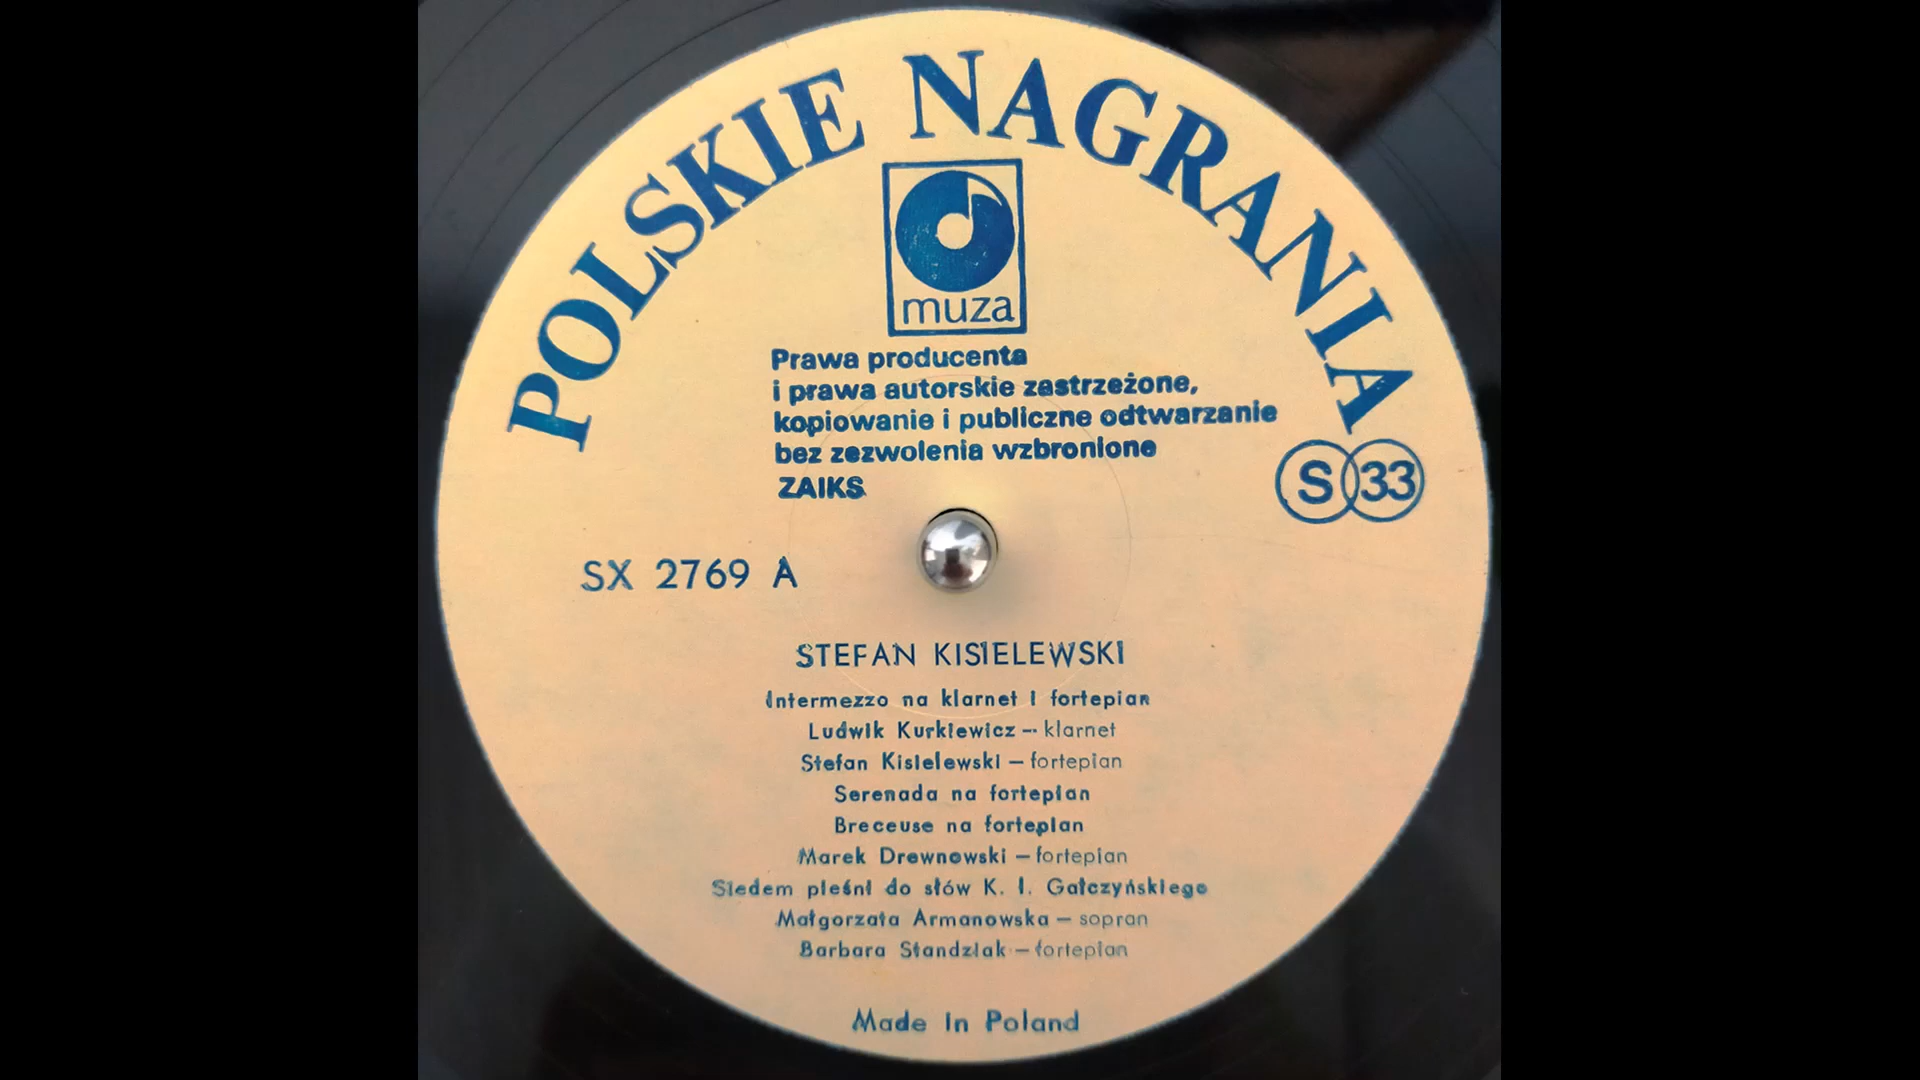 POLSKIE NAGRANIA
muza
Prawa producenta
i prawa autorskie zastrzeżone,
kopiowanie i publiczne odtwarzanie
bez zezwolenia wzbronione
ZAIKS
S 33
SX 2769 A
STEFAN KISIELEWSKI
Intermezzo na klarnet i fortepian
Ludwik Kurkiewicz – klarnet
Stefan Kisielewski – fortepian
Serenada na fortepian
Breceuse na fortepian
Marek Drewnowski – fortepian
Siedem pieśni do słów K. I. Gałczyńskiego
Małgorzata Armanowska – sopran
Barbara Standziak – fortepian
Made in Poland